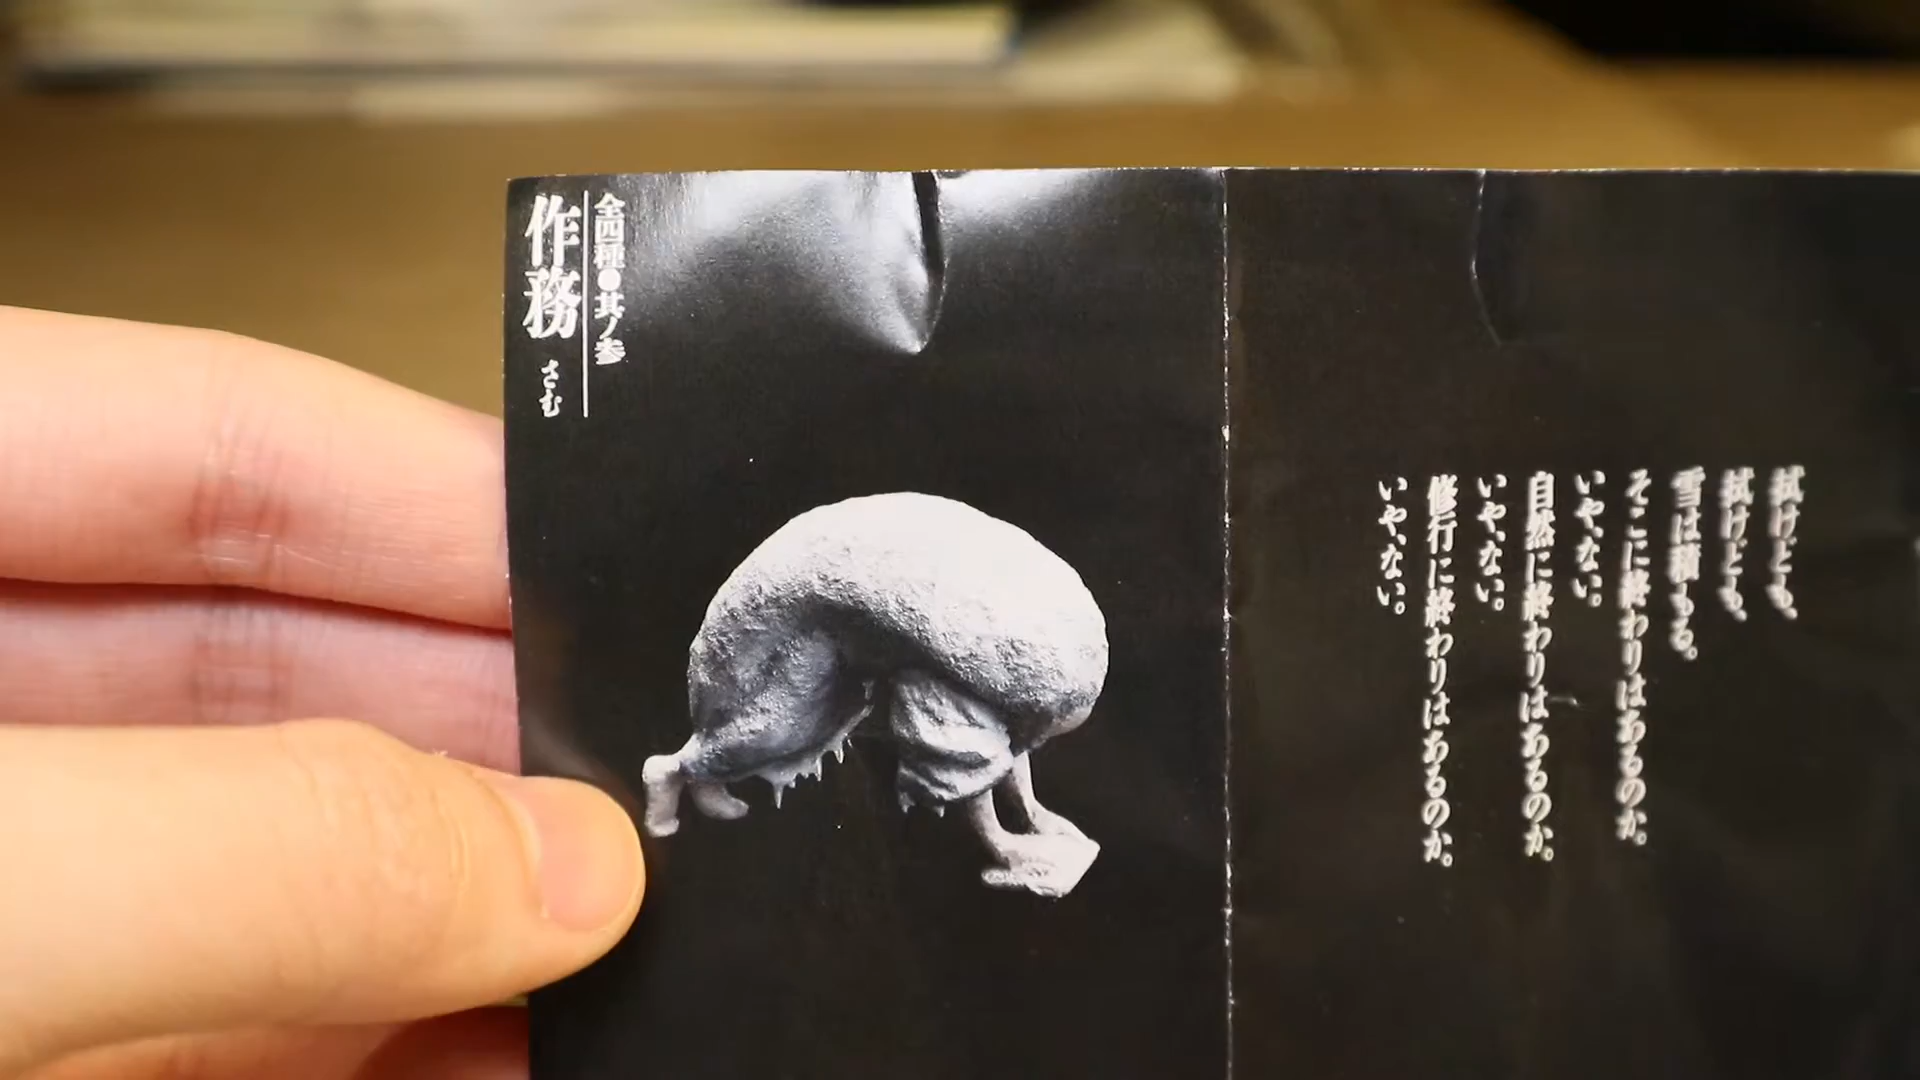 全四種●其ノ参
作務 さむ
拭けども、
拭けども、
雪は積もる。
そこに終わりはあるのか。
いや、ない。
自然に終わりはあるのか。
いや、ない。
修行に終わりはあるのか。
いや、ない。